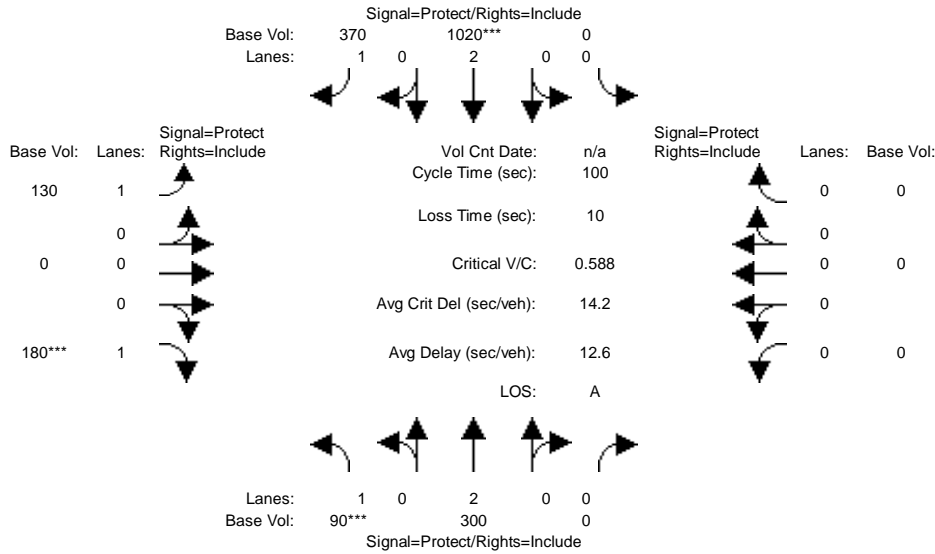 Signal=Protect/Rights=Include
Base Vol: 370 1020*** 0
Lanes: 1 0 2 0 0
Signal=Protect
Base Vol: Lanes: Rights=Include
Vol Cnt Date: n/a
Signal=Protect
Rights=Include Lanes: Base Vol:
Cycle Time (sec): 100
130 1
0 0
Loss Time (sec): 10
0
0
0 0
Critical V/C: 0.588
0 0
0
Avg Crit Del (sec/veh): 14.2
0
180*** 1
Avg Delay (sec/veh): 12.6
0 0
LOS: A
Lanes: 1 0 2 0 0
Base Vol: 90*** 300 0
Signal=Protect/Rights=Include